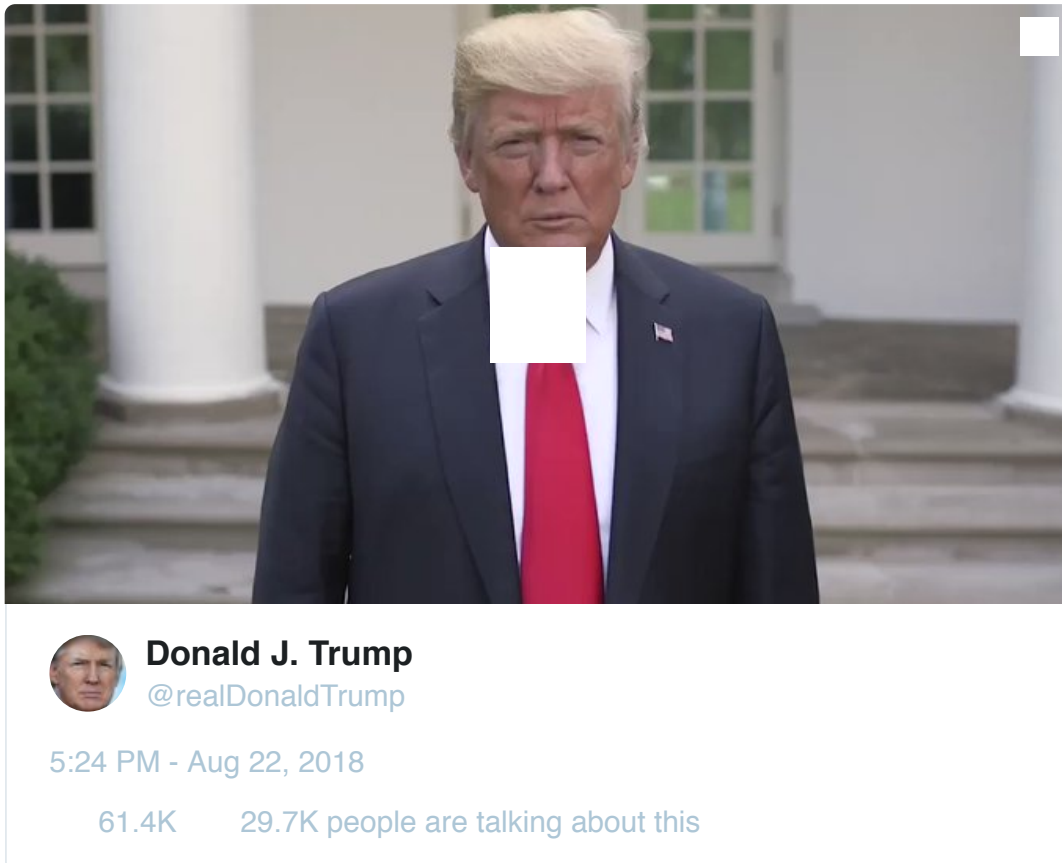 Donald J. Trump
@realDonaldTrump
5:24 PM - Aug 22, 2018
61.4K 29.7K people are talking about this